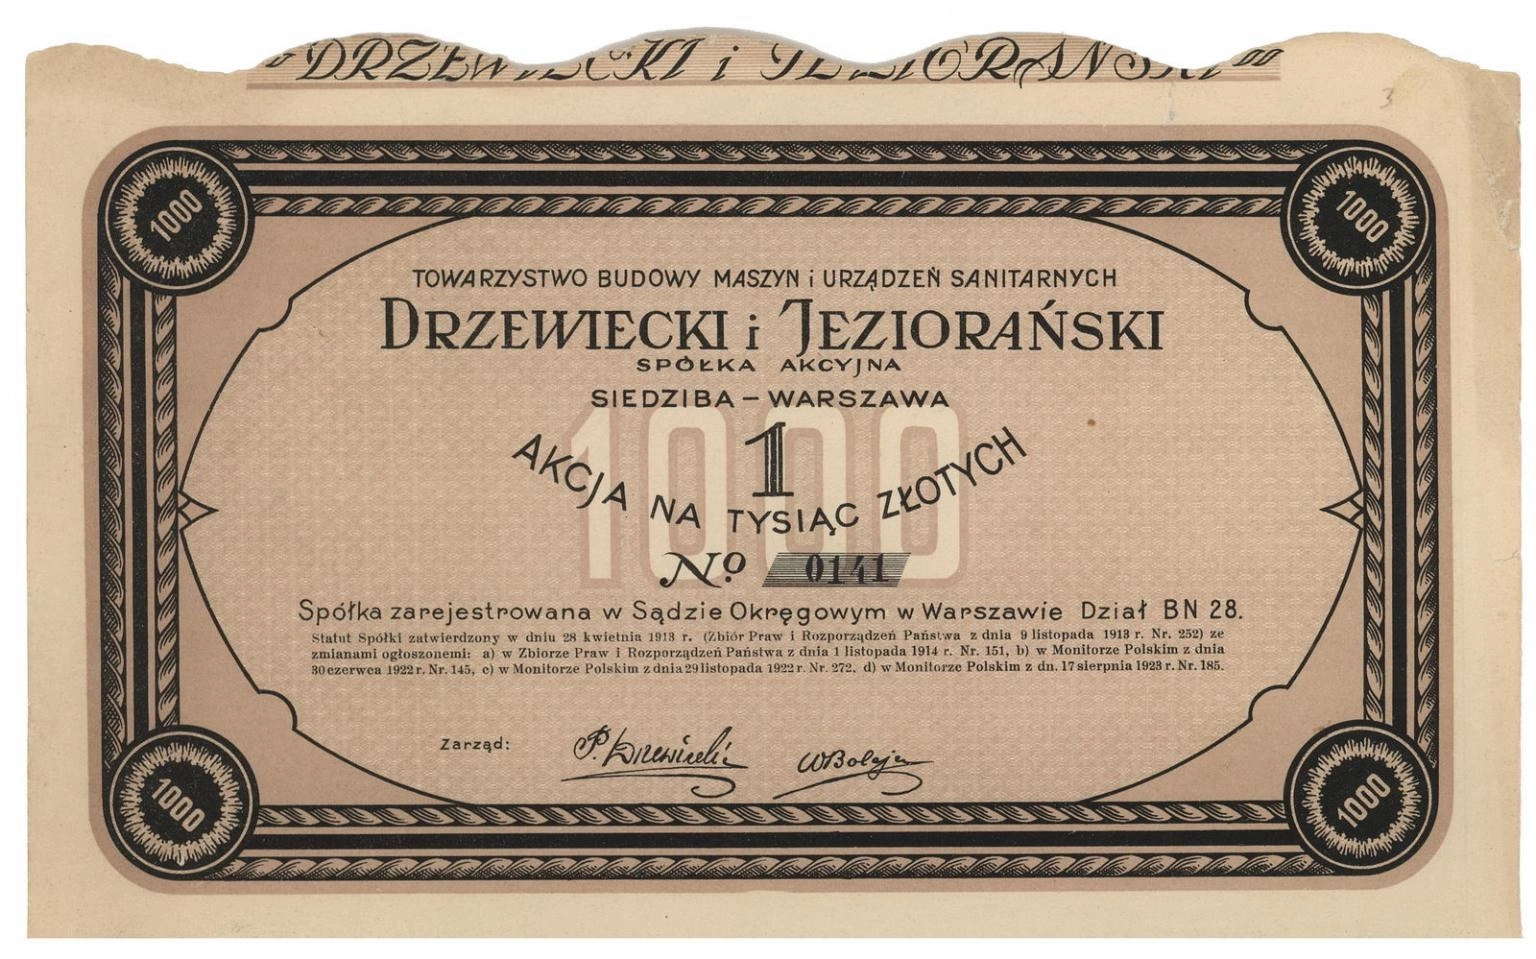 DRZEWIECKI i JEZIORAŃSKI
3
1000
1000
TOWARZYSTWO BUDOWY MASZYN i URZĄDZEŃ SANITARNYCH
DRZEWIECKI i JEZIORAŃSKI
SPÓŁKA AKCYJNA
SIEDZIBA – WARSZAWA
1000
1
AKCJA NA TYSIĄC ZŁOTYCH
No 0141
Spółka zarejestrowana w Sądzie Okręgowym w Warszawie Dział BN 28.
Statut Spółki zatwierdzony w dniu 28 kwietnia 1913 r. (Zbiór Praw i Rozporządzeń Państwa z dnia 9 listopada 1913 r. Nr. 252) ze
zmianami ogłoszonemi: a) w Zbiorze Praw i Rozporządzeń Państwa z dnia 1 listopada 1914 r. Nr. 151, b) w Monitorze Polskim z dnia
30 czerwca 1922 r. Nr. 145, c) w Monitorze Polskim z dnia 29 listopada 1922 r. Nr. 272, d) w Monitorze Polskim z dn. 17 sierpnia 1923 r. Nr. 185.
Zarząd: P. Drzewiecki
1000
1000